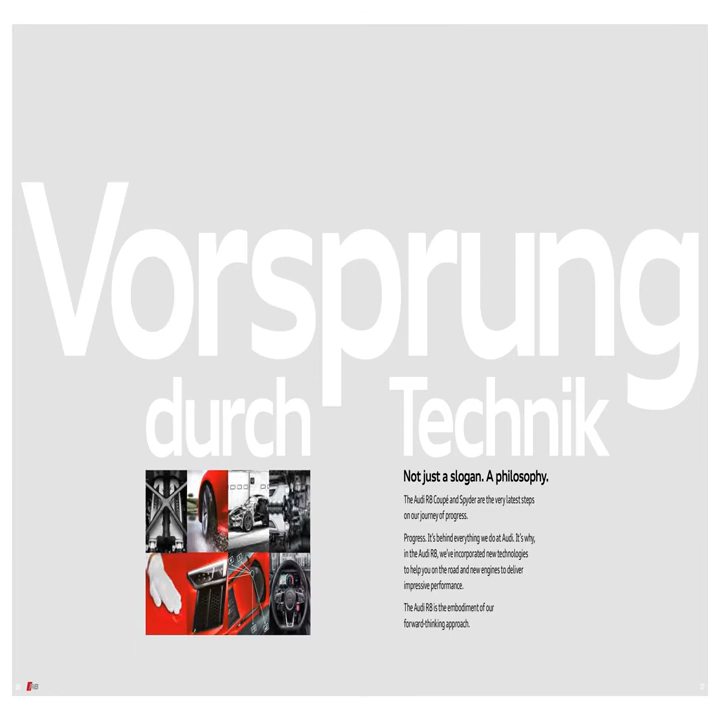 Vorsprung
durch Technik
Not just a slogan. A philosophy.
The Audi R8 Coupé and Spyder are the very latest steps
on our journey of progress.
Progress. It's behind everything we do at Audi. It's why,
in the Audi R8, we've incorporated new technologies
to help you on the road and new engines to deliver
impressive performance.
The Audi R8 is the embodiment of our
forward-thinking approach.